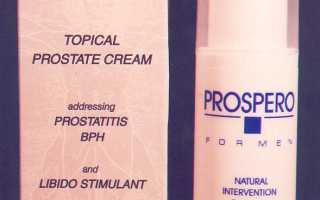 TOPICAL
PROSTATE CREAM
addressing
PROSTATITIS
BPH
and
LIBIDO STIMULANT
PROSPERO
FOR MEN
NATURAL
INTERVENTION